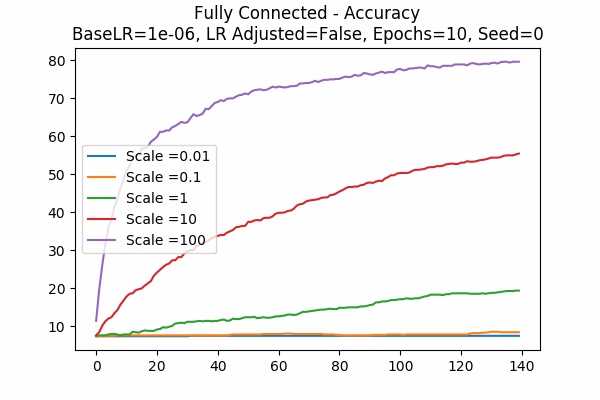 Fully Connected - Accuracy
BaseLR=1e-06, LR Adjusted=False, Epochs=10, Seed=0
80
70
60
50
40
30
20
10
Scale =0.01
Scale =0.1
Scale =1
Scale =10
Scale =100
0 20 40 60 80 100 120 140